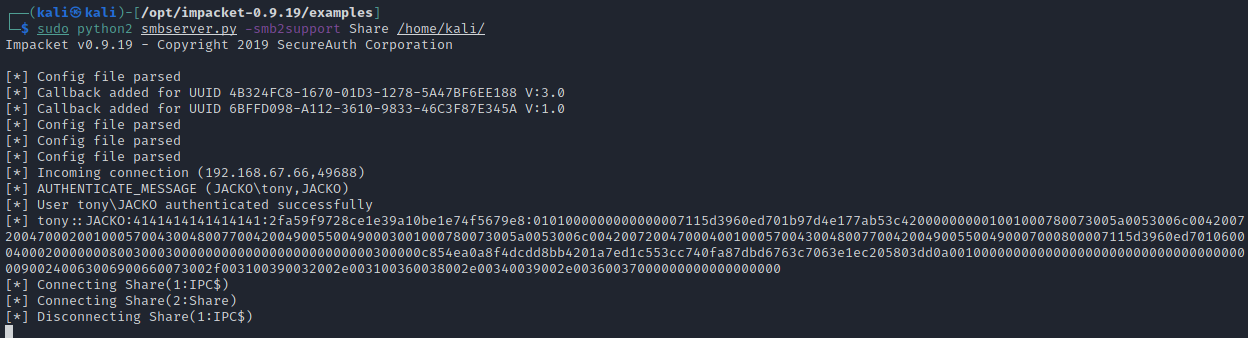 ┌──(kali㉿kali)-[/opt/impacket-0.9.19/examples]
└─$ sudo python2 smbserver.py -smb2support Share /home/kali/
Impacket v0.9.19 - Copyright 2019 SecureAuth Corporation
[*] Config file parsed
[*] Callback added for UUID 4B324FC8-1670-01D3-1278-5A47BF6EE188 V:3.0
[*] Callback added for UUID 6BFFD098-A112-3610-9833-46C3F87E345A V:1.0
[*] Config file parsed
[*] Config file parsed
[*] Config file parsed
[*] Incoming connection (192.168.67.66,49688)
[*] AUTHENTICATE_MESSAGE (JACKO\tony,JACKO)
[*] User tony\JACKO authenticated successfully
[*] tony::JACKO:4141414141414141:2fa59f9728ce1e39a10be1e74f5679e8:
[*] Connecting Share(1:IPC$)
[*] Connecting Share(2:Share)
[*] Disconnecting Share(1:IPC$)